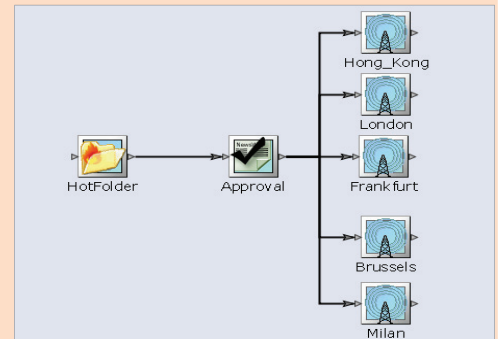 Hong_Kong
London
HotFolder
Approval
Frankfurt
Brussels
Milan